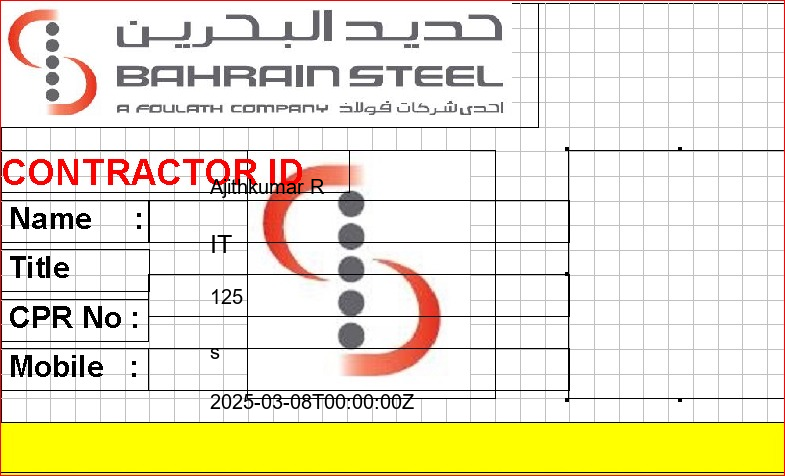 حديد البحرين
BAHRAIN STEEL
A FOULATH COMPANY احدى شركات فولاذ
CONTRACTOR ID
Ajithkumar R
Name :
IT
Title
125
CPR No :
s
Mobile :
2025-03-08T00:00:00Z